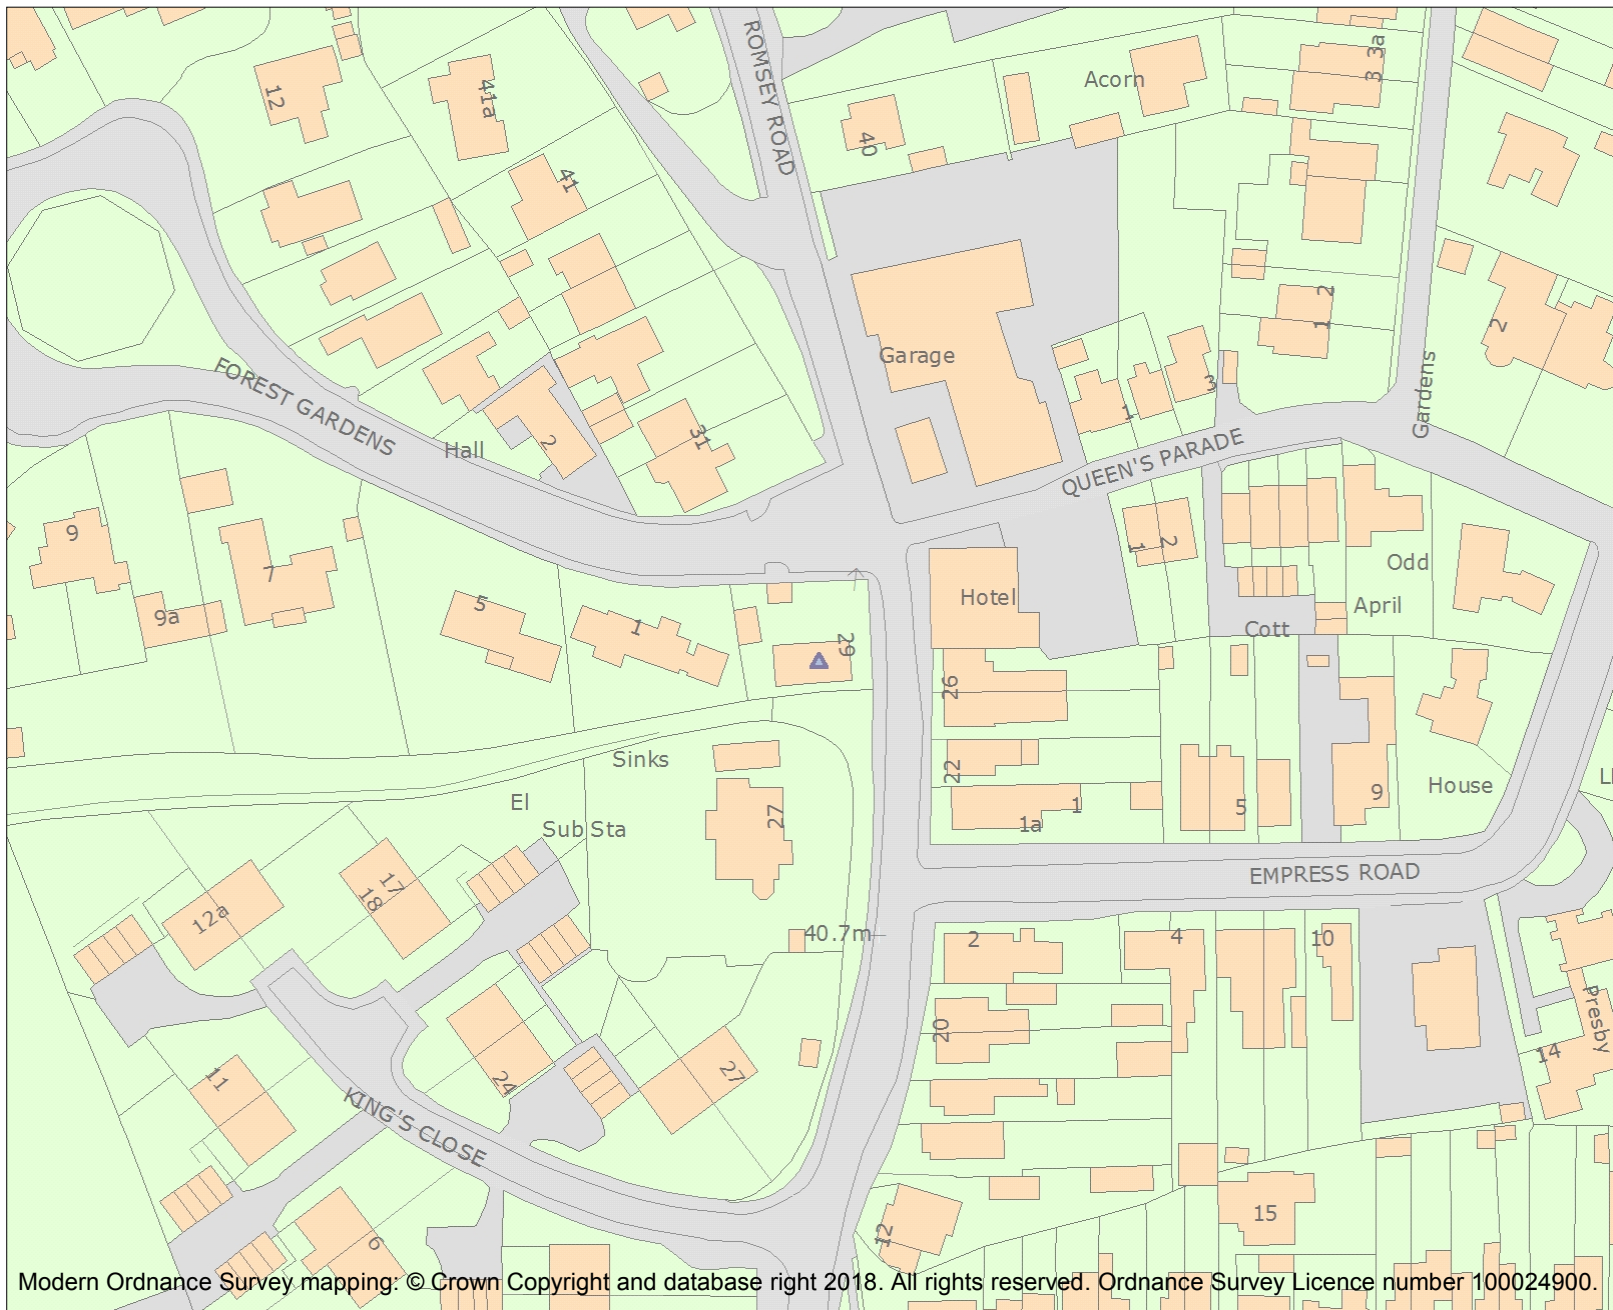 ROMSEY ROAD
3 3a
Acorn
12
41a
40
41
1 2
2
Garage
FOREST GARDENS
Gardens
3
1
Hall
2
31
QUEEN'S PARADE
9
7
1
2
Odd
Hotel
9a
5
1
29
April
Cott
26
Sinks
22
House
El
Sub Sta
27
1
1a
5
9
17
18
EMPRESS ROAD
12a
40.7m
2
4
10
20
Presby
14
11
24
27
KING'S CLOSE
15
12
6
Modern Ordnance Survey mapping: © Crown Copyright and database right 2018. All rights reserved. Ordnance Survey Licence number 100024900.